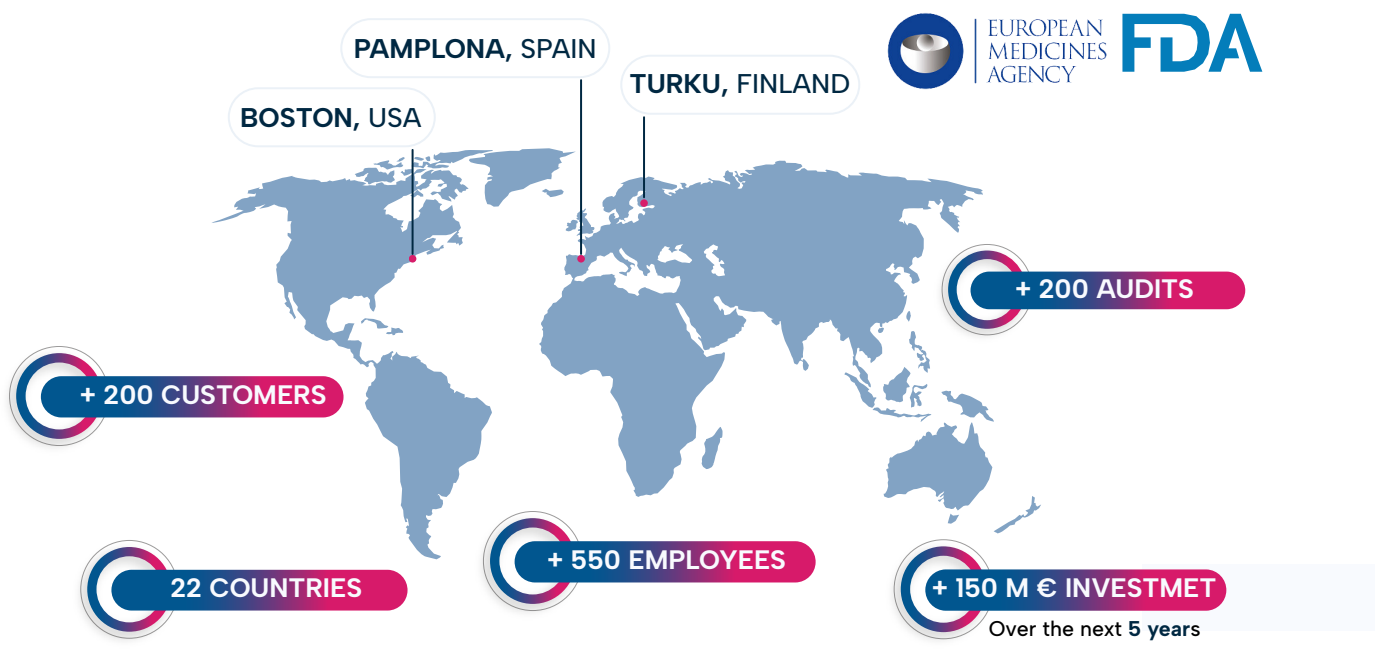 PAMPLONA, SPAIN
EUROPEAN
MEDICINES
AGENCY
FDA
TURKU, FINLAND
BOSTON, USA
+ 200 AUDITS
+ 200 CUSTOMERS
+ 550 EMPLOYEES
22 COUNTRIES
+ 150 M € INVESTMET
Over the next 5 years